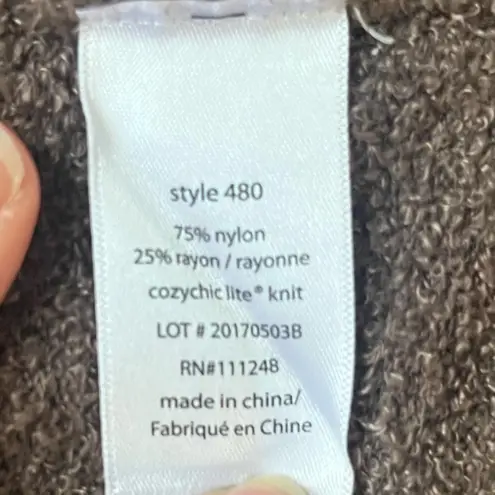 style 480
75% nylon
25% rayon / rayonne
cozychic lite® knit
LOT # 20170503B
RN#111248
made in china/
Fabriqué en Chine